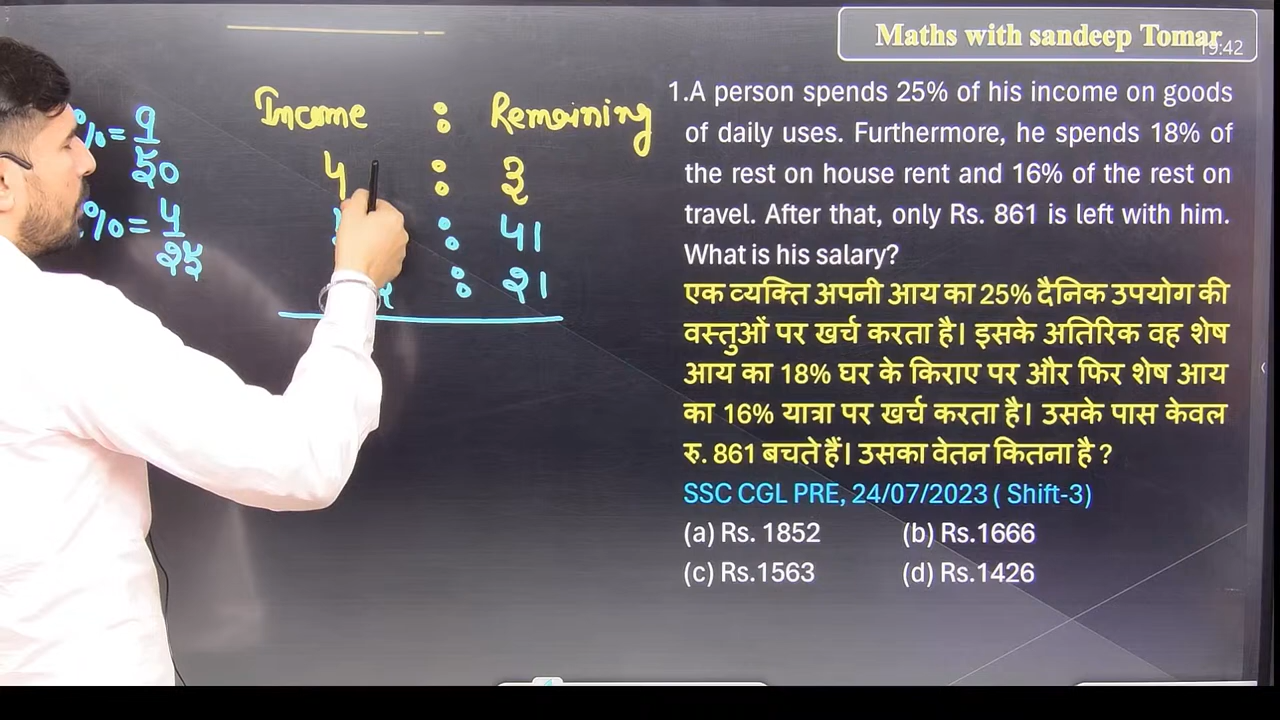 Maths with sandeep Tomar
19:42
%= 9/50
%= 4/25
Income : Remaining
4 : 3
: 41
: 21
1.A person spends 25% of his income on goods
of daily uses. Furthermore, he spends 18% of
the rest on house rent and 16% of the rest on
travel. After that, only Rs. 861 is left with him.
What is his salary?
एक व्यक्ति अपनी आय का 25% दैनिक उपयोग की
वस्तुओं पर खर्च करता है। इसके अतिरिक वह शेष
आय का 18% घर के किराए पर और फिर शेष आय
का 16% यात्रा पर खर्च करता है। उसके पास केवल
रु. 861 बचते हैं। उसका वेतन कितना है ?
SSC CGL PRE, 24/07/2023 ( Shift-3)
(a) Rs. 1852 (b) Rs.1666
(c) Rs.1563 (d) Rs.1426